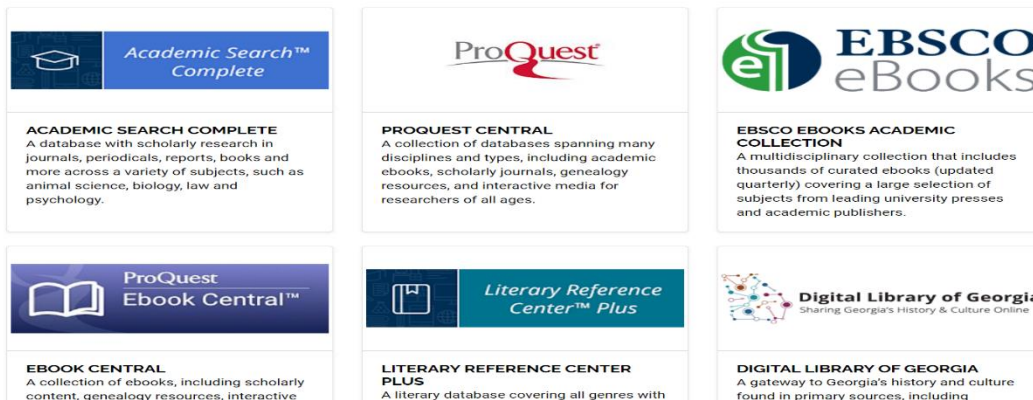 Academic Search™
Complete
ProQuest
e
EBSCO
eBooks
ACADEMIC SEARCH COMPLETE
A database with scholarly research in
journals, periodicals, reports, books and
more across a variety of subjects, such as
animal science, biology, law and
psychology.
PROQUEST CENTRAL
A collection of databases spanning many
disciplines and types, including academic
ebooks, scholarly journals, genealogy
resources, and interactive media for
researchers of all ages.
EBSCO EBOOKS ACADEMIC
COLLECTION
A multidisciplinary collection that includes
thousands of curated ebooks (updated
quarterly) covering a large selection of
subjects from leading university presses
and academic publishers.
ProQuest
Ebook Central™
Literary Reference
Center™ Plus
Digital Library of Georgia
Sharing Georgia's History & Culture Online
EBOOK CENTRAL
A collection of ebooks, including scholarly
content, genealogy resources, interactive
LITERARY REFERENCE CENTER
PLUS
A literary database covering all genres with
DIGITAL LIBRARY OF GEORGIA
A gateway to Georgia's history and culture
found in primary sources, including